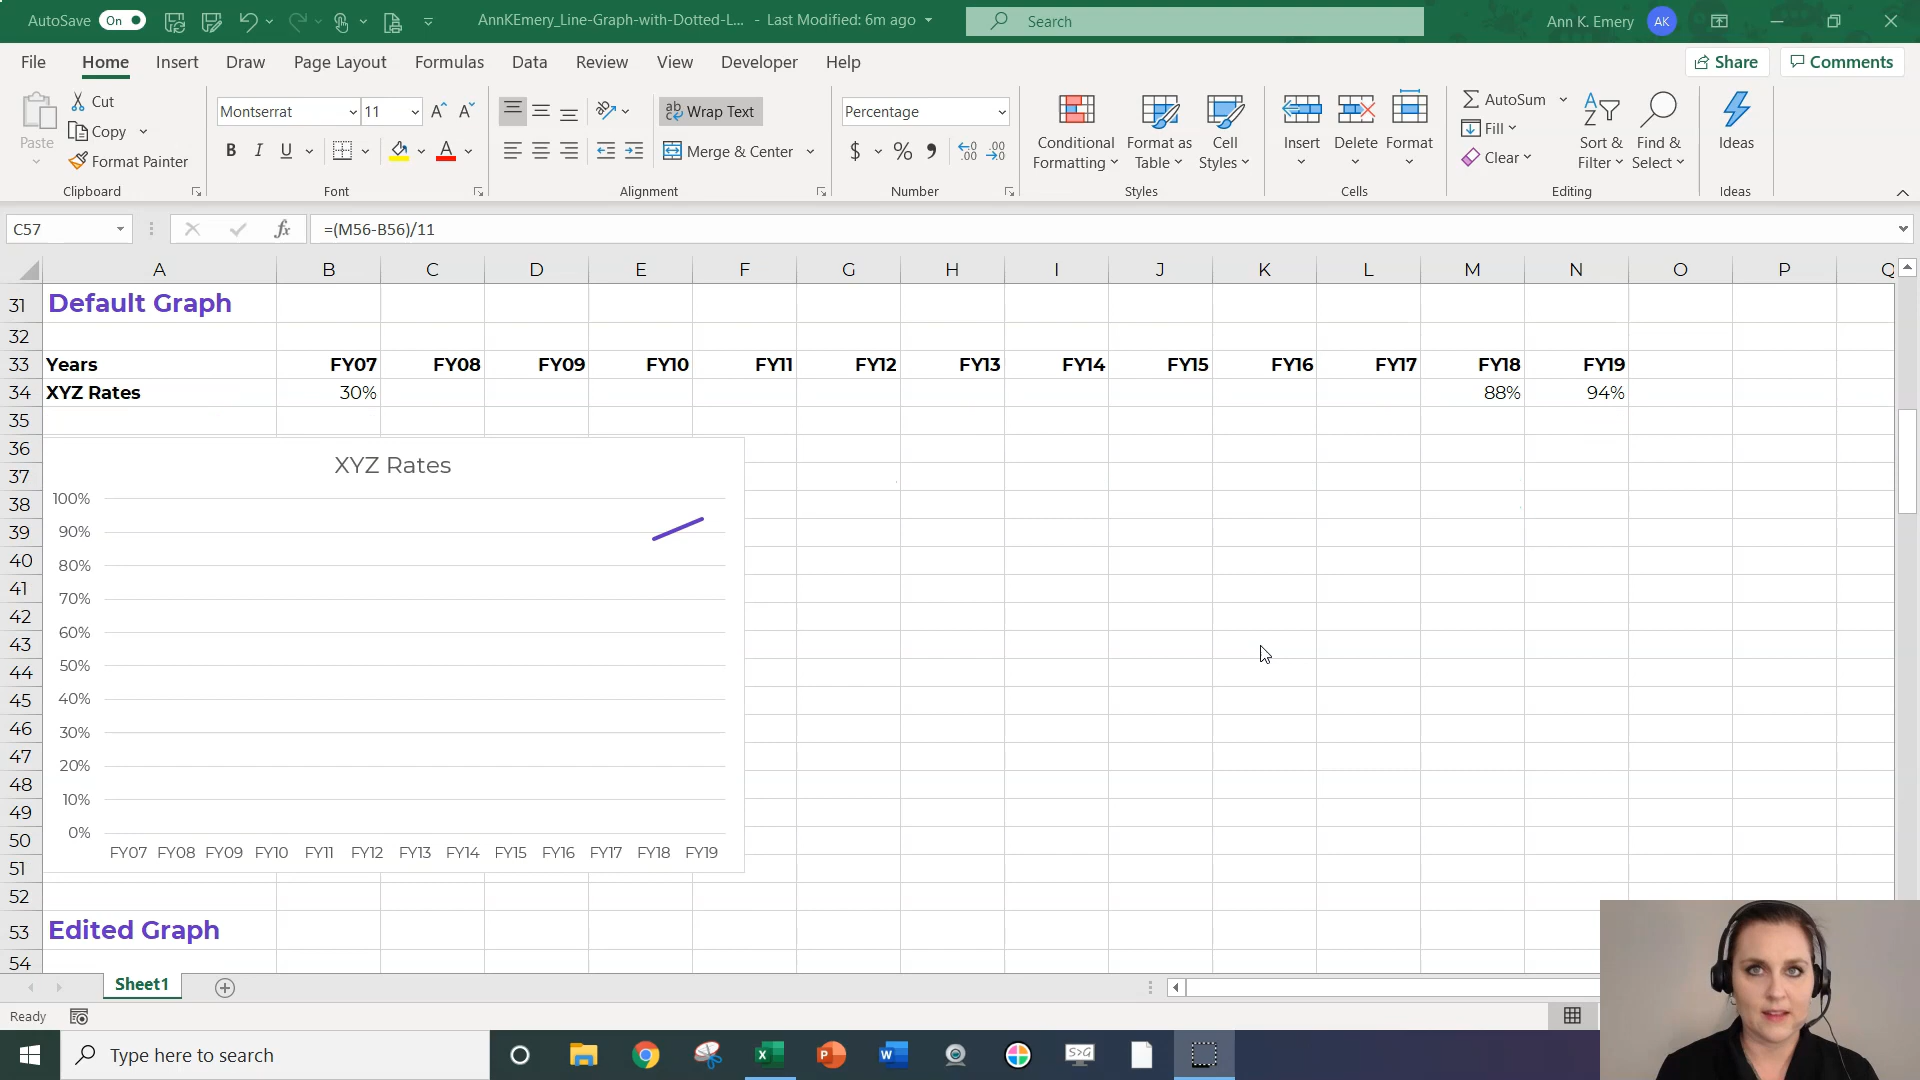 AutoSave On AnnKEmery_Line-Graph-with-Dotted-L... - Last Modified: 6m ago Search Ann K. Emery AK
File Home Insert Draw Page Layout Formulas Data Review View Developer Help Share Comments
Paste Cut Copy Format Painter Clipboard
Montserrat 11 B I U A Font
ab Wrap Text Merge & Center Alignment
Percentage $ % Number
Conditional Formatting Format as Table Cell Styles Styles
Insert Delete Format Cells
AutoSum Fill Clear Sort & Filter Find & Select Editing
Ideas Ideas
C57 fx =(M56-B56)/11
A B C D E F G H I J K L M N O P Q
31 Default Graph
32
33 Years FY07 FY08 FY09 FY10 FY11 FY12 FY13 FY14 FY15 FY16 FY17 FY18 FY19
34 XYZ Rates 30% 88% 94%
35
36
37
38
39
40
41
42
43
44
45
46
47
48
49
50
51
52
XYZ Rates
100%
90%
80%
70%
60%
50%
40%
30%
20%
10%
0%
FY07 FY08 FY09 FY10 FY11 FY12 FY13 FY14 FY15 FY16 FY17 FY18 FY19
53 Edited Graph
54
Sheet1
Ready
Type here to search